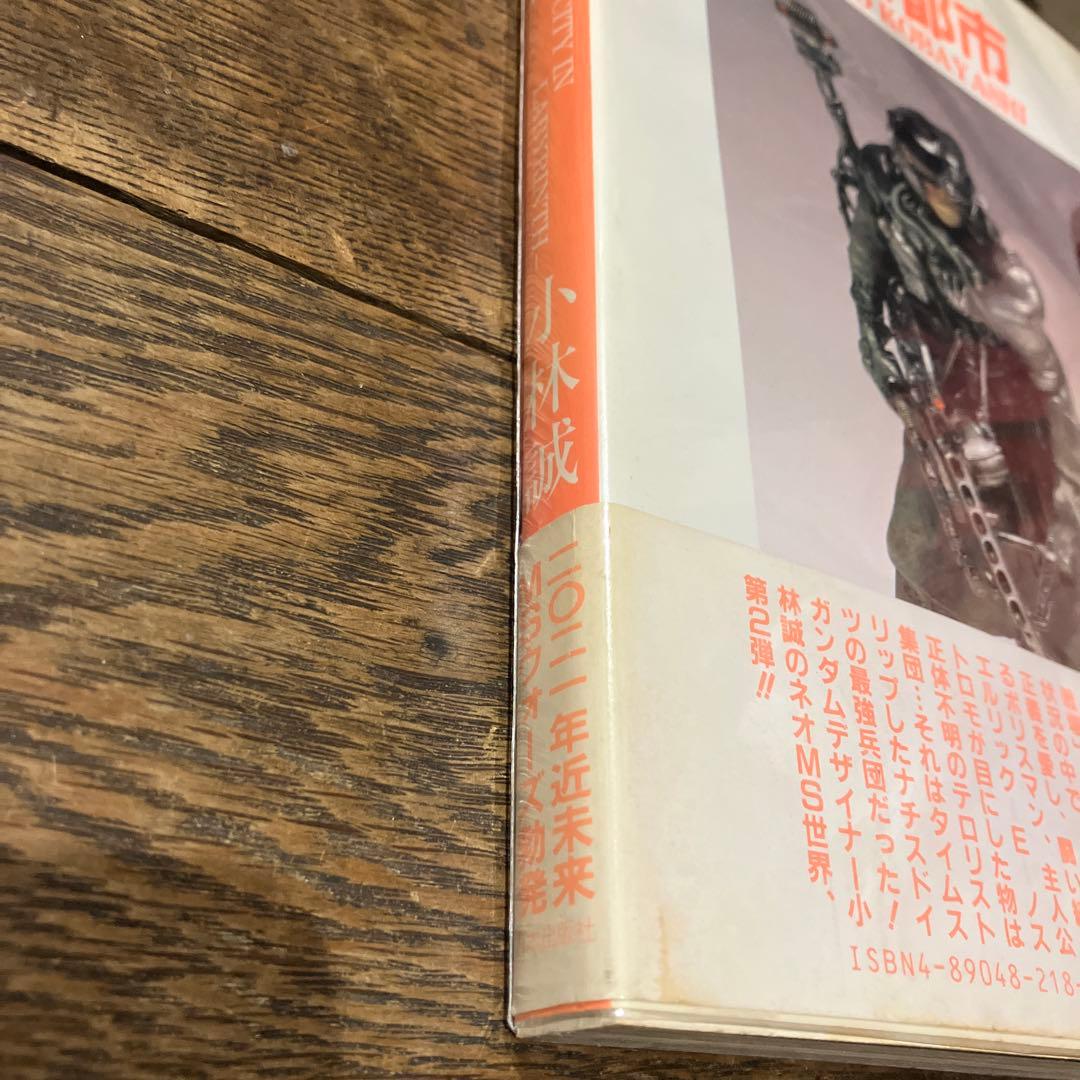 CITY IN LABYRINTH
小林誠
二〇二一年近未来
MSウォーズ勃発
都市
KOBAYASHI
状況の中で、闘い
正義を愛し、主人公
るポリスマン、ノス
エルリック・E
トロモが目にした物は
正体不明のテロリスト
集団…それはタイムス
リップしたナチスドイ
ツの最強兵団だった！
ガンダムデザイナー小
林誠のネオMS世界、
第2弾!!
ISBN4-89048-218-